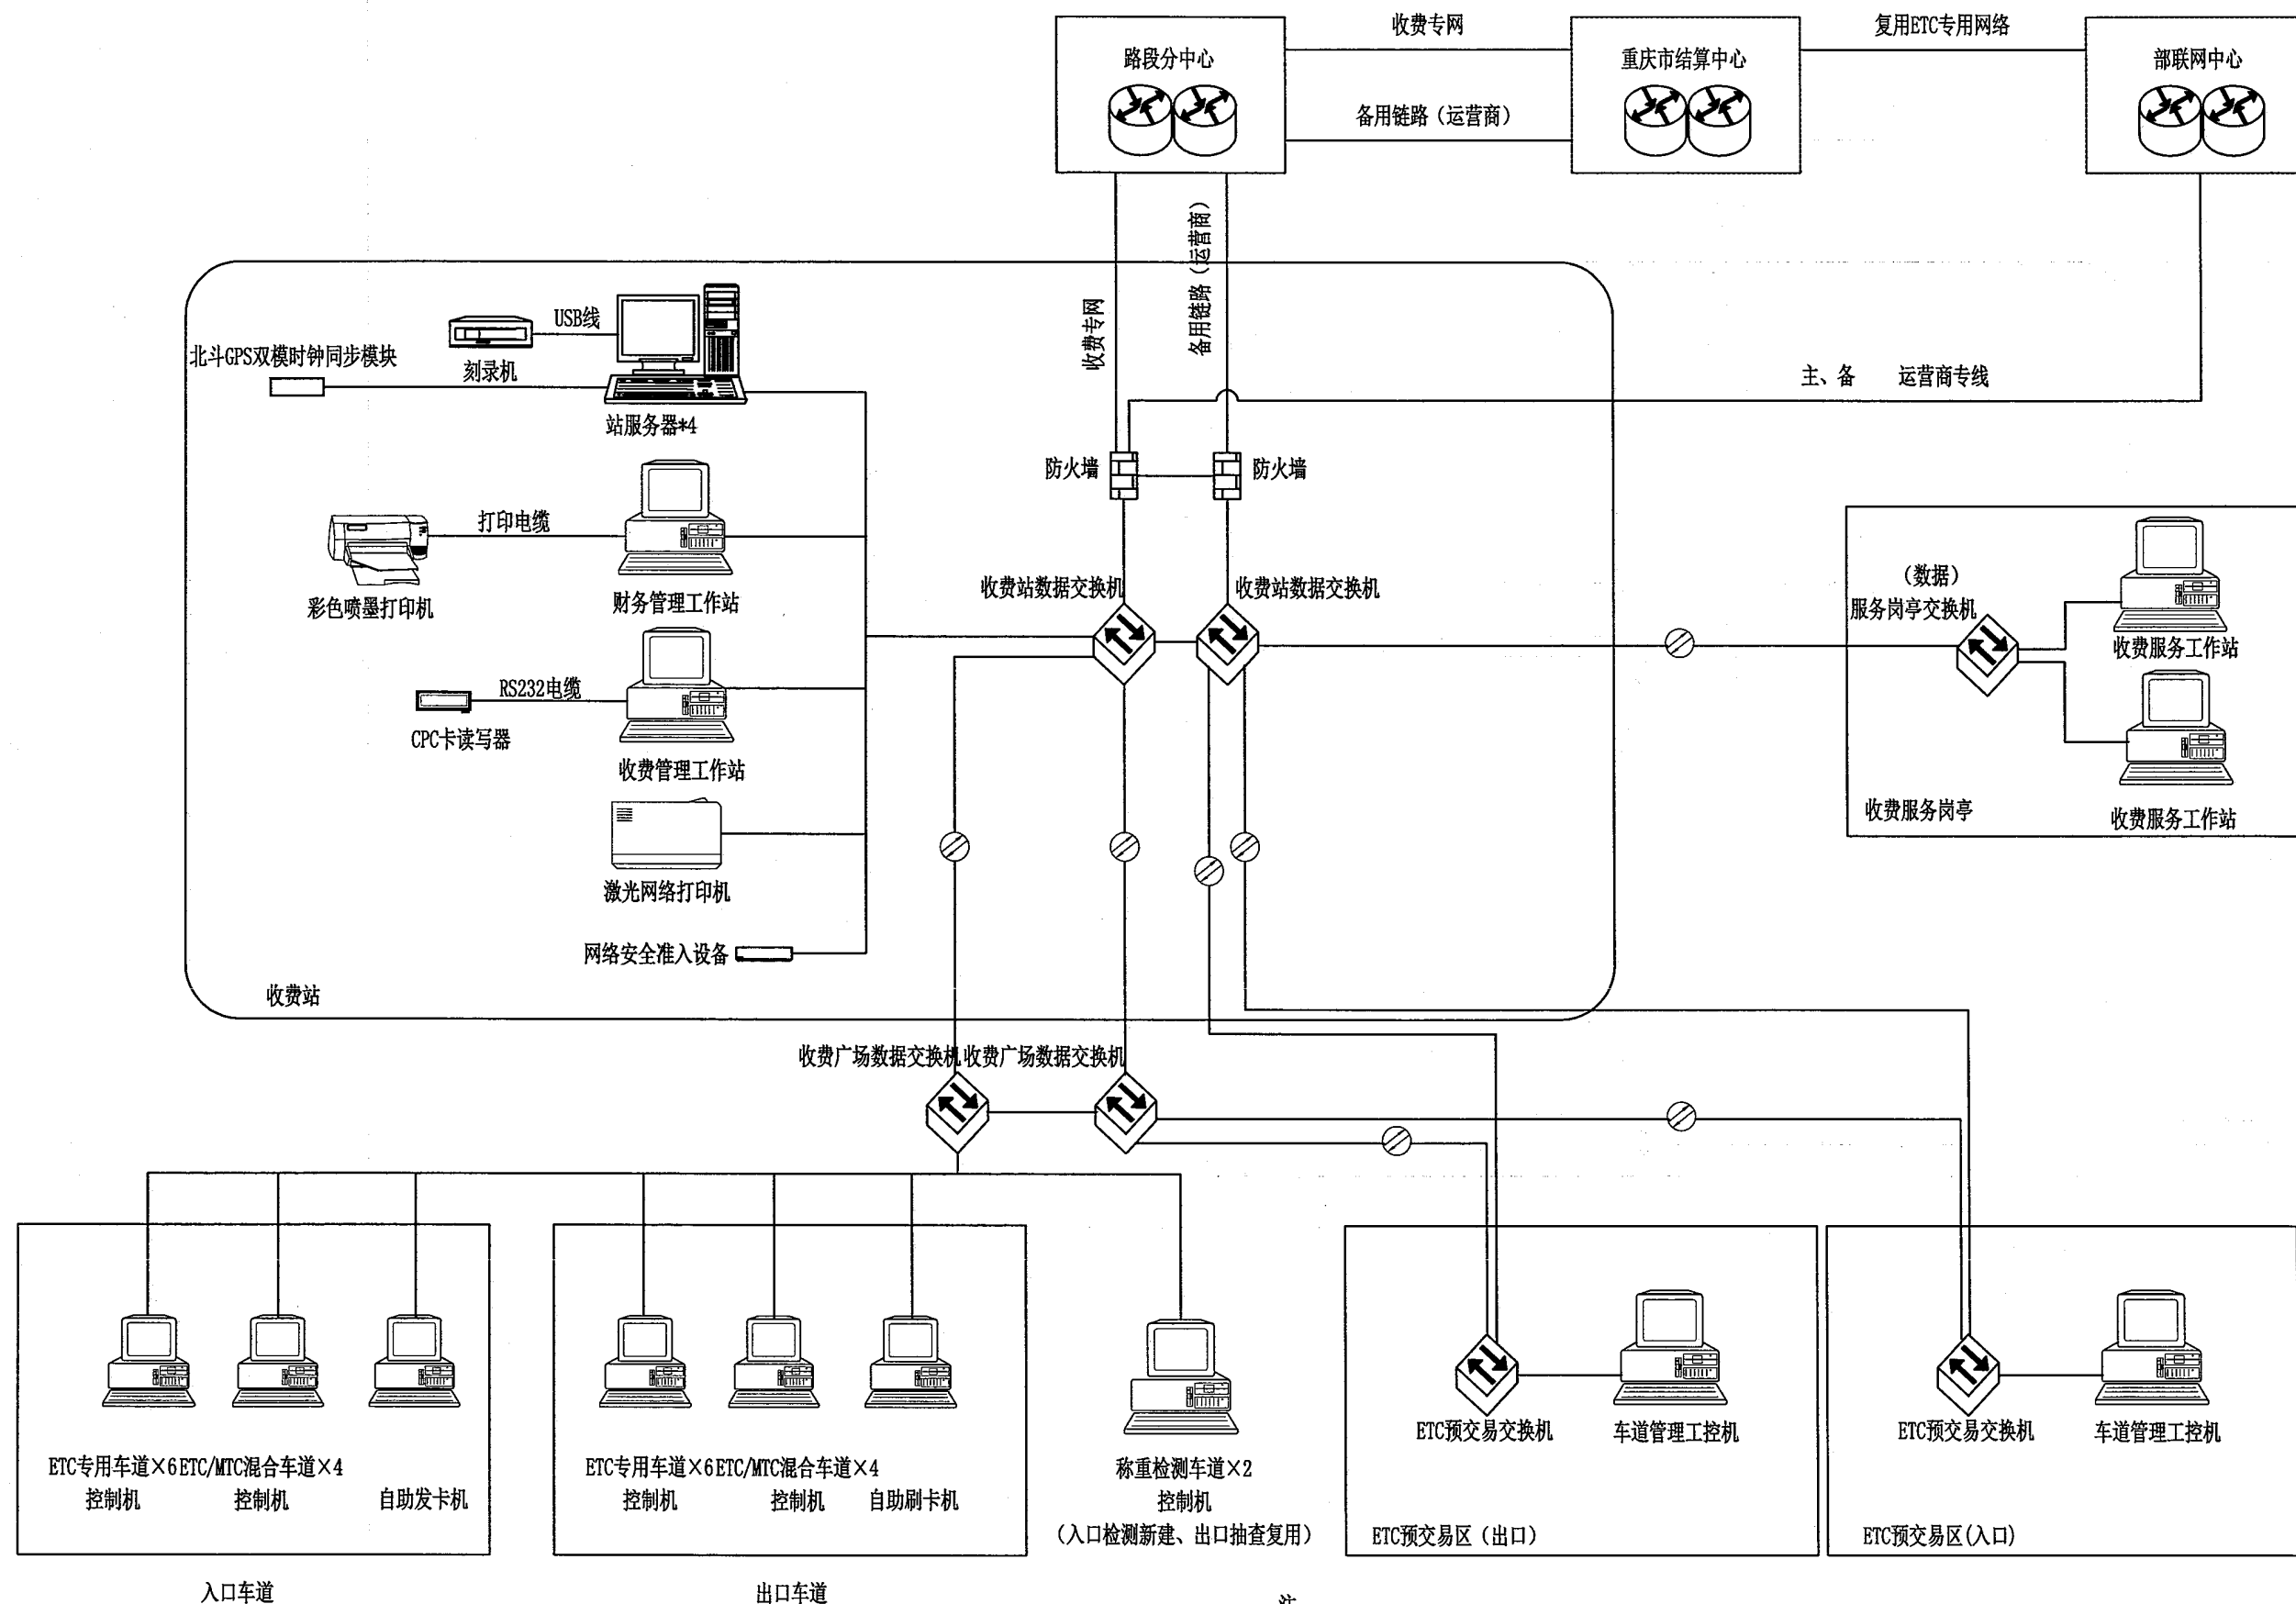 收费专网
复用ETC专用网络
路段分中心
重庆市结算中心
部联网中心
备用链路（运营商）
备用链路（运营商）
收费专网
USB线
北斗GPS双模时钟同步模块
刻录机
站服务器*4
主、备 运营商专线
防火墙
防火墙
打印电缆
彩色喷墨打印机
财务管理工作站
收费站数据交换机
收费站数据交换机
（数据）
服务岗亭交换机
收费服务工作站
RS232电缆
CPC卡读写器
收费管理工作站
收费服务岗亭
收费服务工作站
激光网络打印机
网络安全准入设备
收费站
收费广场数据交换机
收费广场数据交换机
ETC预交易交换机
车道管理工控机
ETC预交易交换机
车道管理工控机
ETC专用车道×6
控制机
ETC/MTC混合车道×4
控制机
自助发卡机
ETC专用车道×6
控制机
ETC/MTC混合车道×4
控制机
自助刷卡机
称重检测车道×2
控制机
（入口检测新建、出口抽查复用）
ETC预交易区（出口）
ETC预交易区(入口)
入口车道
出口车道